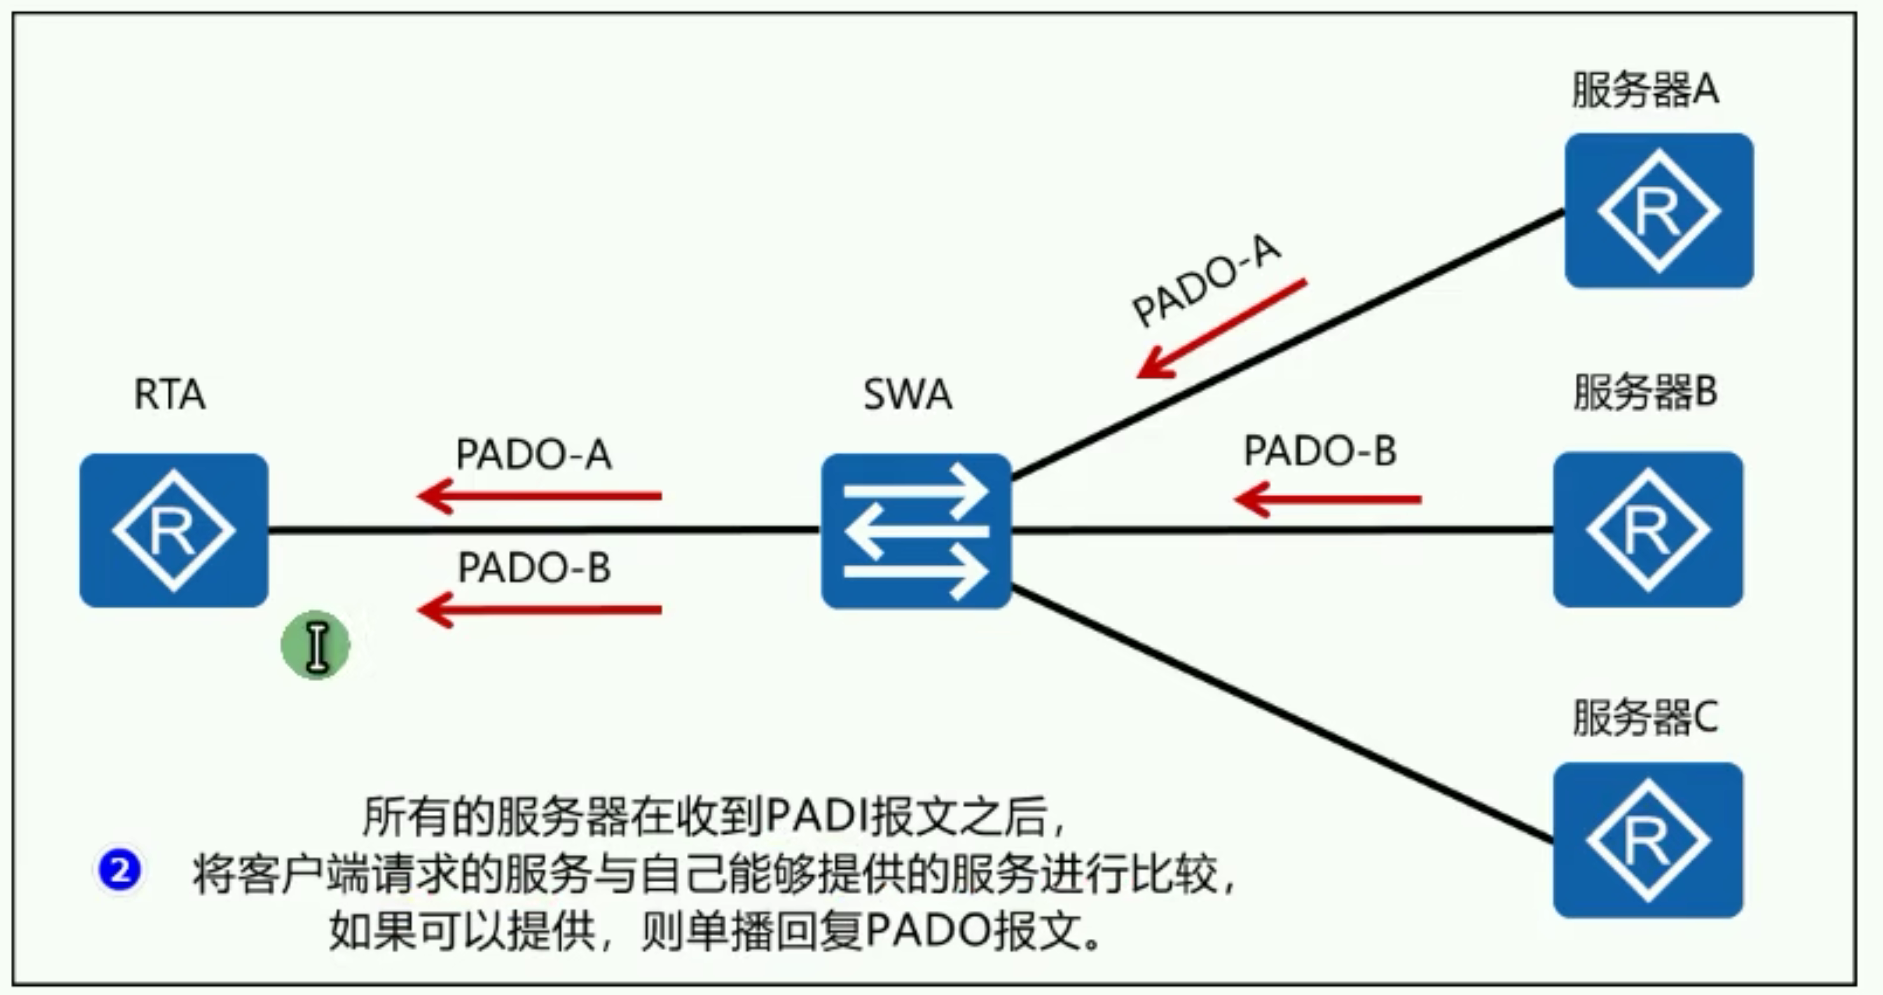 服务器A
R
PADO-A
RTA
SWA
服务器B
PADO-A
PADO-B
R
R
PADO-B
服务器C
R
所有的服务器在收到PADI报文之后，
2 将客户端请求的服务与自己能够提供的服务进行比较，
如果可以提供，则单播回复PADO报文。